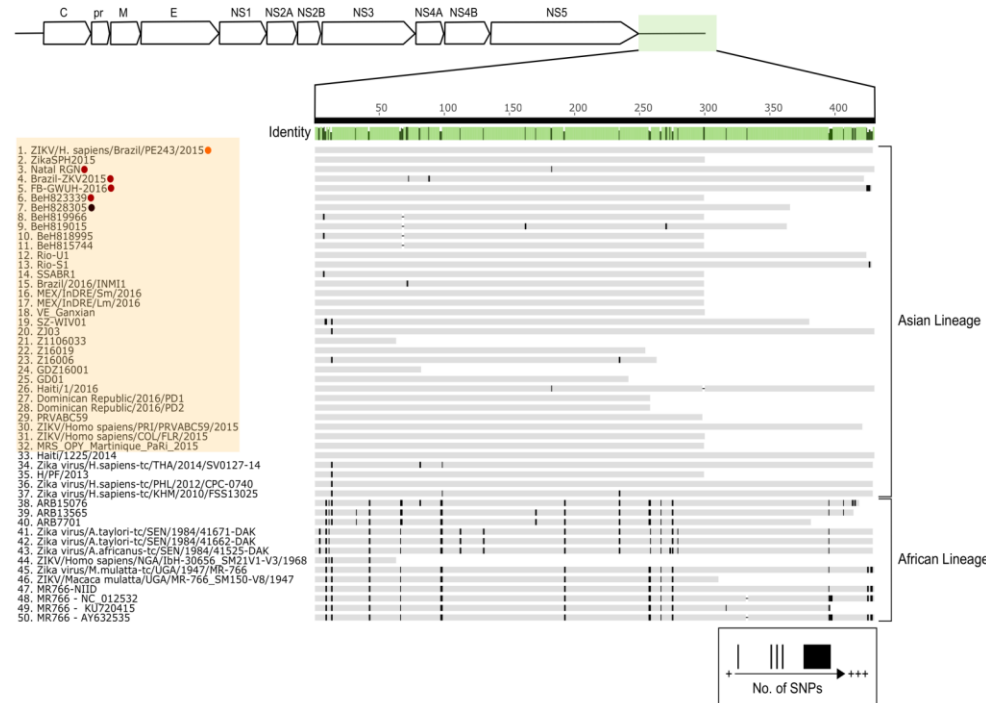 C pr M E NS1 NS2A NS2B NS3 NS4A NS4B NS5
50 100 150 200 250 300 350 400
Identity
1. ZIKV/H. sapiens/Brazil/PE243/2015
2. ZikaSPH2015
3. Natal RGN
4. Brazil-ZKV2015
5. FB-GWUH-2016
6. BeH823339
7. BeH828305
8. BeH819966
9. BeH819015
10. BeH818995
11. BeH815744
12. Rio-U1
13. Rio-S1
14. SSABR1
15. Brazil/2016/INMI1
16. MEX/InDRE/Sm/2016
17. MEX/InDRE/Lm/2016
18. VE_Ganxian
19. SZ-WIV01
20. ZJ03
21. Z1106033
22. Z16019
23. Z16006
24. GDZ16001
25. GD01
26. Haiti/1/2016
27. Dominican Republic/2016/PD1
28. Dominican Republic/2016/PD2
29. PRVABC59
30. ZIKV/Homo spaiens/PRI/PRVABC59/2015
31. ZIKV/Homo sapiens/COL/FLR/2015
32. MRS_OPY_Martinique_PaRi_2015
33. Haiti/1225/2014
34. Zika virus/H.sapiens-tc/THA/2014/SV0127-14
35. H/PF/2013
36. Zika virus/H.sapiens-tc/PHL/2012/CPC-0740
37. Zika virus/H.sapiens-tc/KHM/2010/FSS13025
38. ARB15076
39. ARB13565
40. ARB7701
41. Zika virus/A.taylori-tc/SEN/1984/41671-DAK
42. Zika virus/A.taylori-tc/SEN/1984/41662-DAK
43. Zika virus/A.africanus-tc/SEN/1984/41525-DAK
44. ZIKV/Homo sapiens/NGA/IbH-30656_SM21V1-V3/1968
45. Zika virus/M.mulatta-tc/UGA/1947/MR-766
46. ZIKV/Macaca mulatta/UGA/MR-766_SM150-V8/1947
47. MR766-NIID
48. MR766 - NC_012532
49. MR766 - KU720415
50. MR766 - AY632535
Asian Lineage
African Lineage
+ +++
No. of SNPs